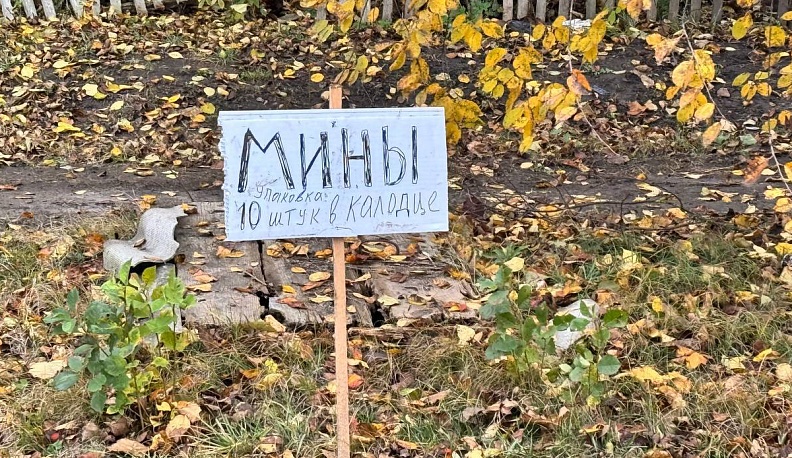 Мины
Упаковка:
10 штук в калодце